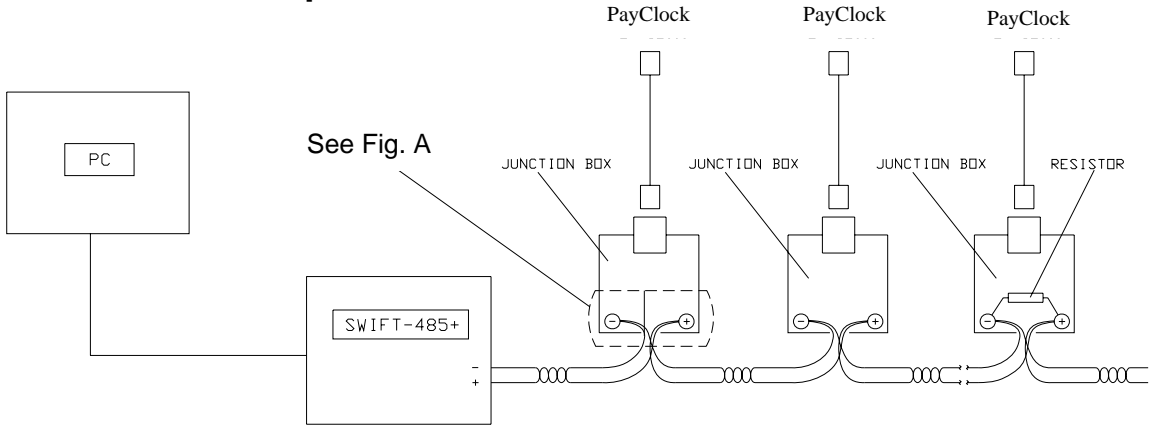 PayClock PayClock PayClock
PC
See Fig. A
JUNCTION BOX JUNCTION BOX JUNCTION BOX RESISTOR
SWIFT-485+
- + - + - +
-
+